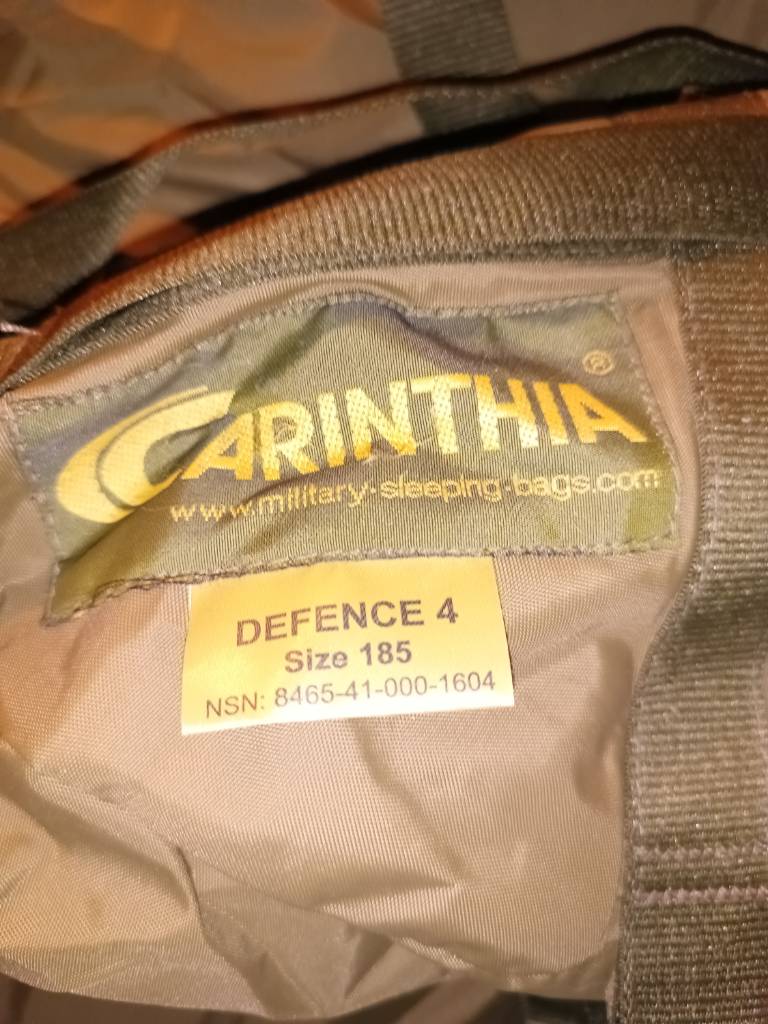 CARINTHIA®
www.military-sleeping-bags.com
DEFENCE 4
Size 185
NSN: 8465-41-000-1604